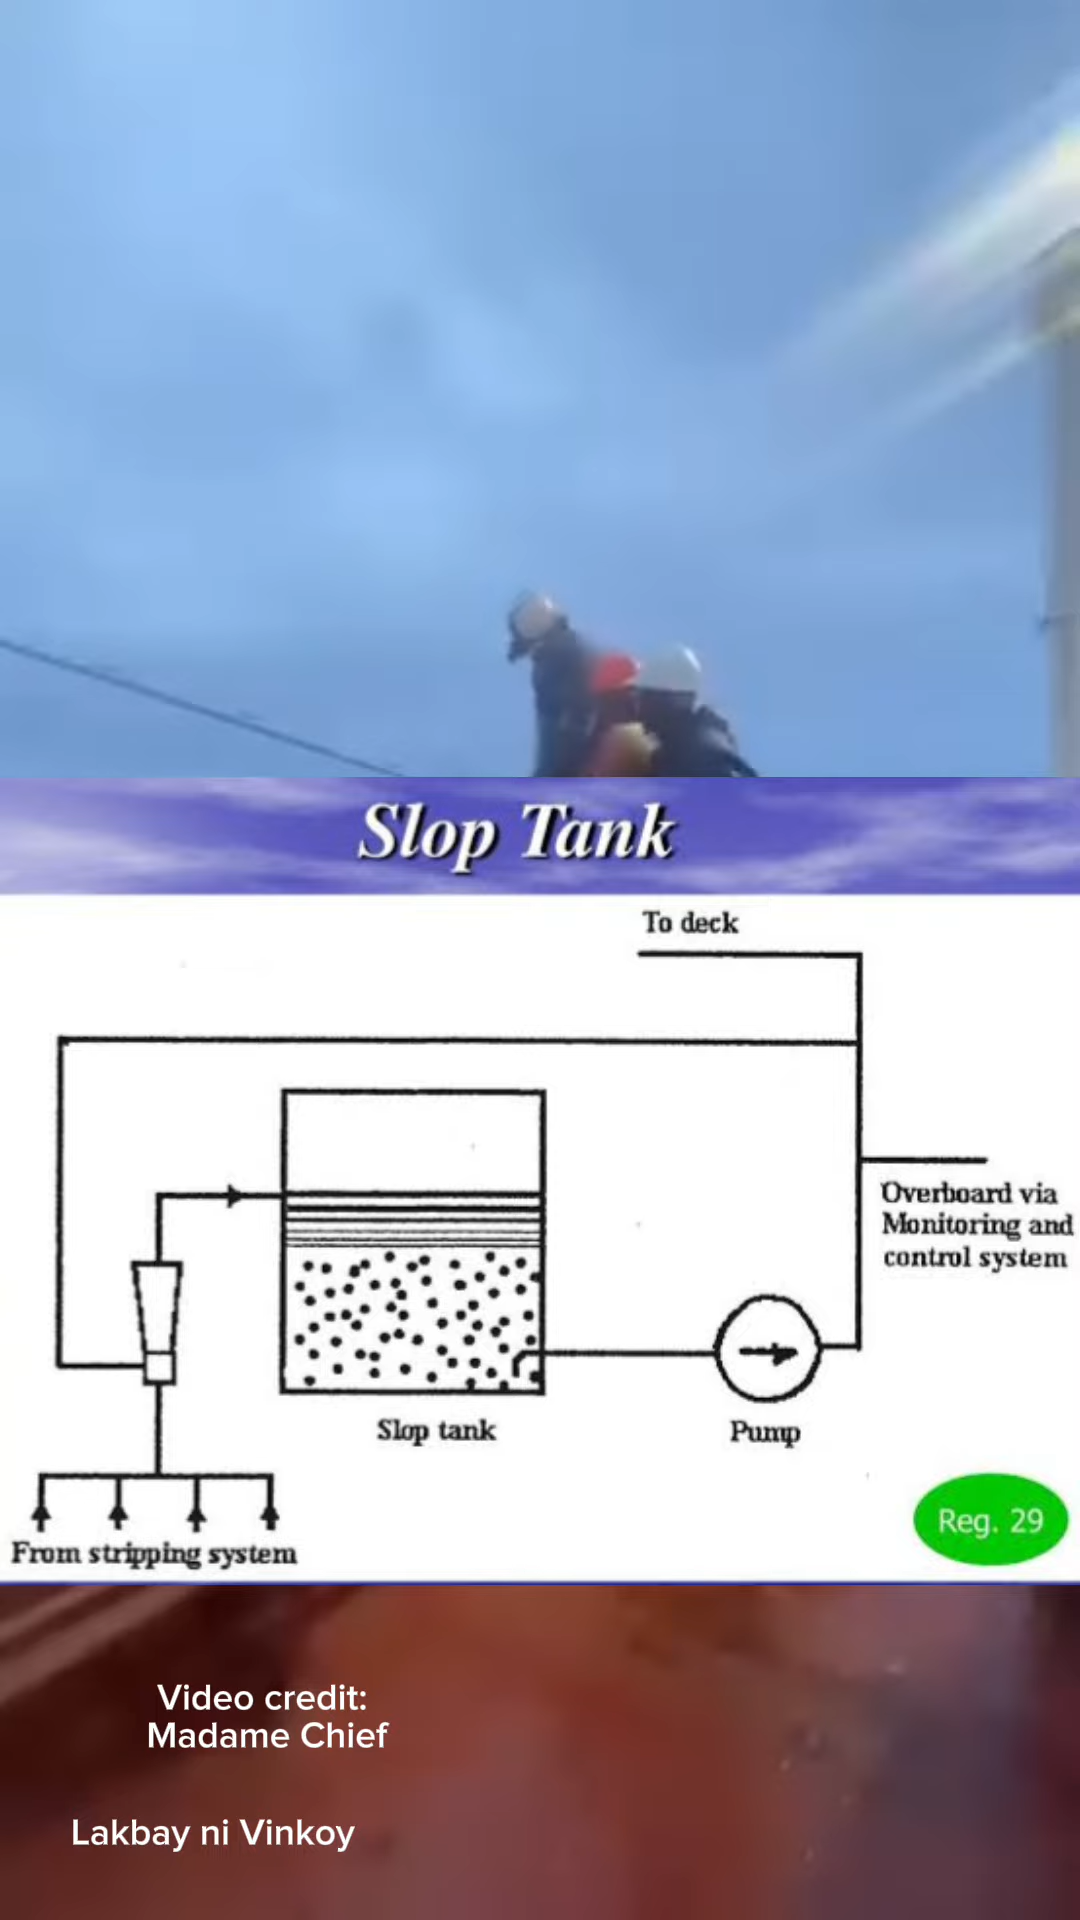 Slop Tank
To deck
Overboard via
Monitoring and
control system
Slop tank
Pump
Reg. 29
From stripping system
Video credit:
Madame Chief
Lakbay ni Vinkoy